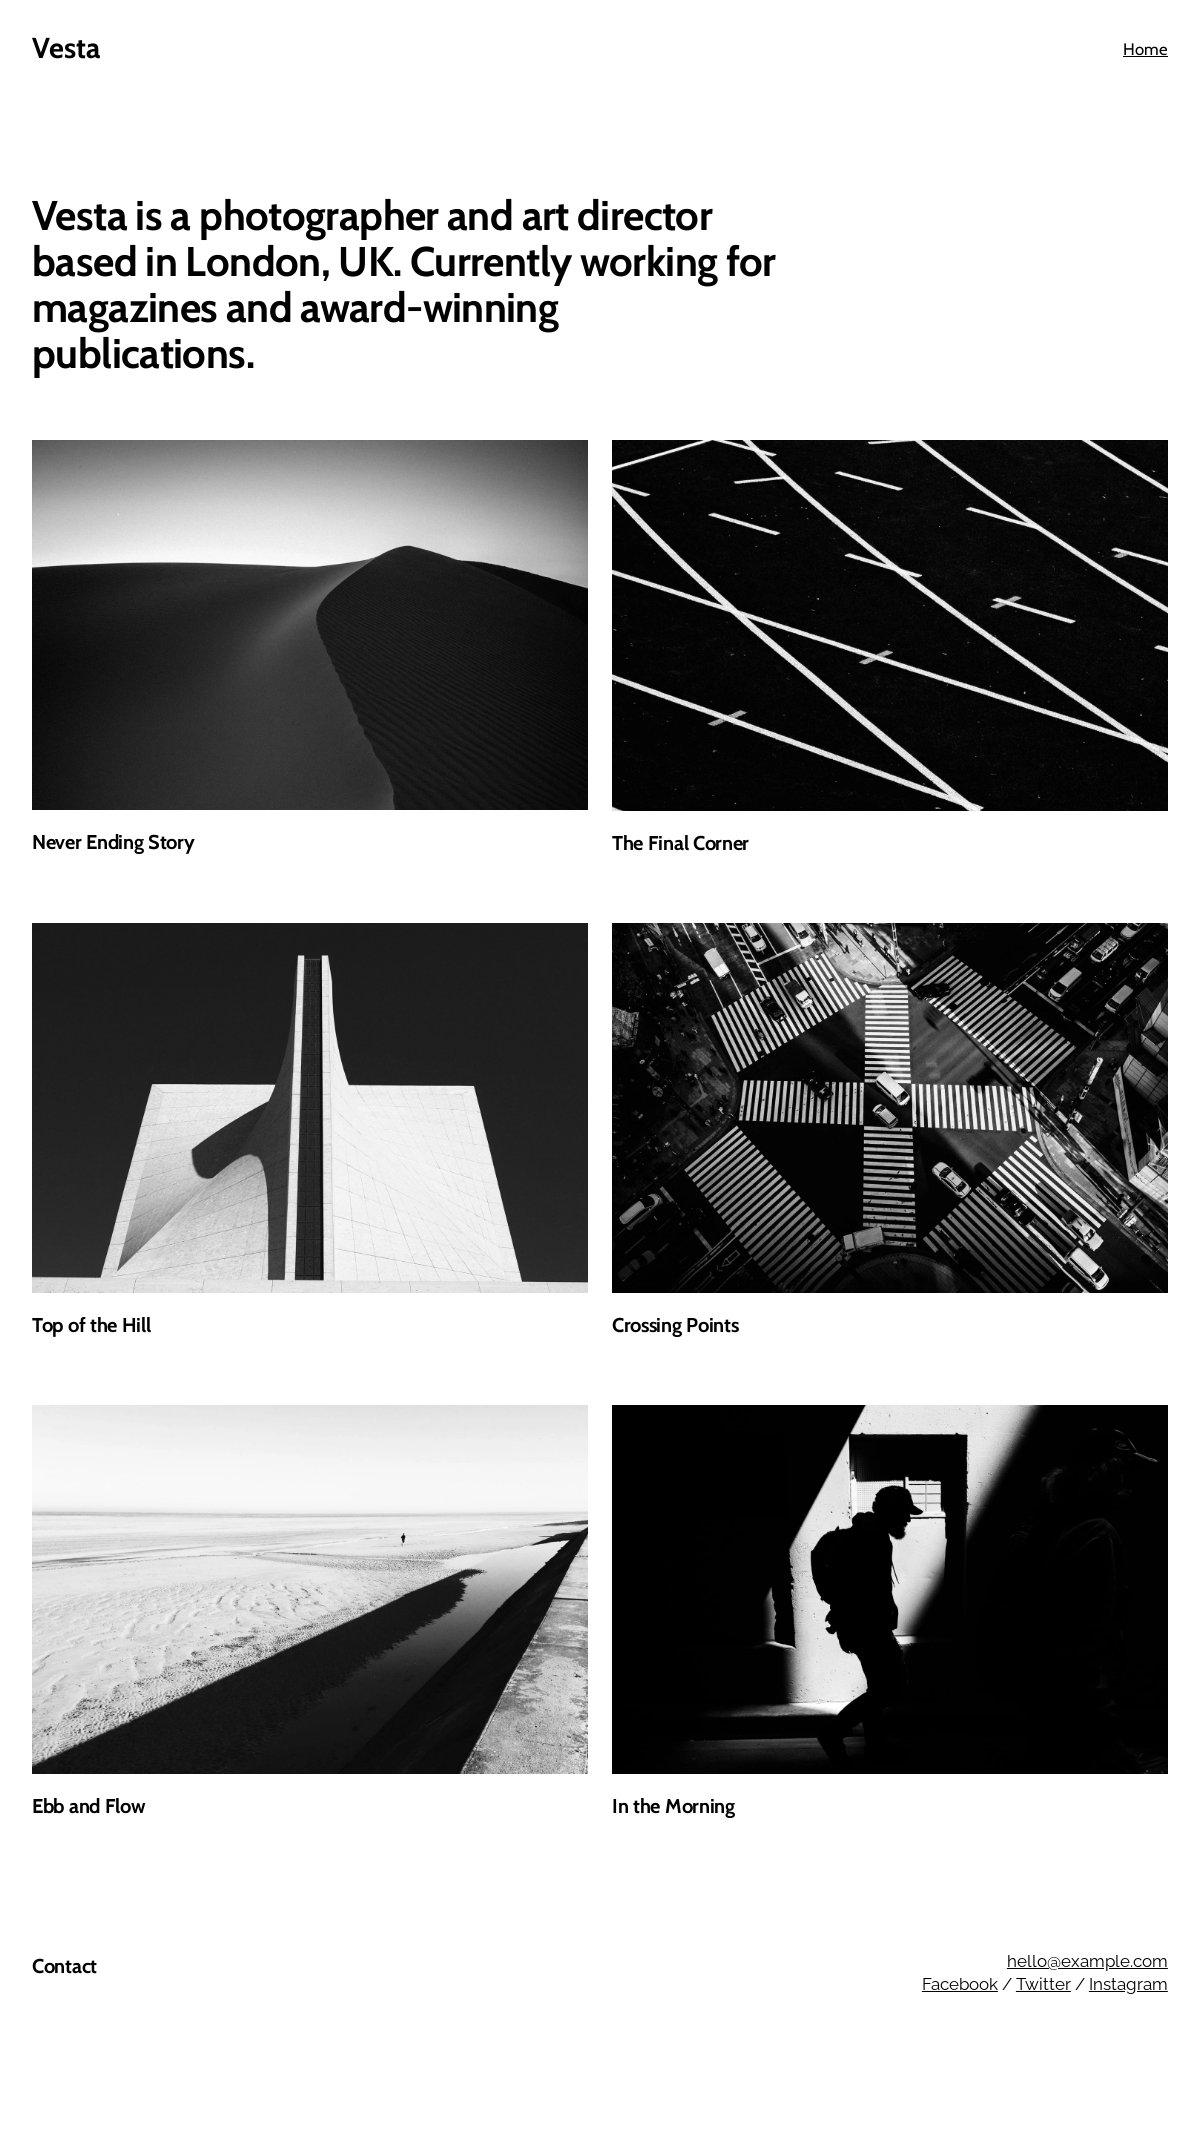 Vesta
Home
Vesta is a photographer and art director
based in London, UK. Currently working for
magazines and award-winning
publications.
Never Ending Story
The Final Corner
Top of the Hill
Crossing Points
Ebb and Flow
In the Morning
Contact
hello@example.com
Facebook / Twitter / Instagram